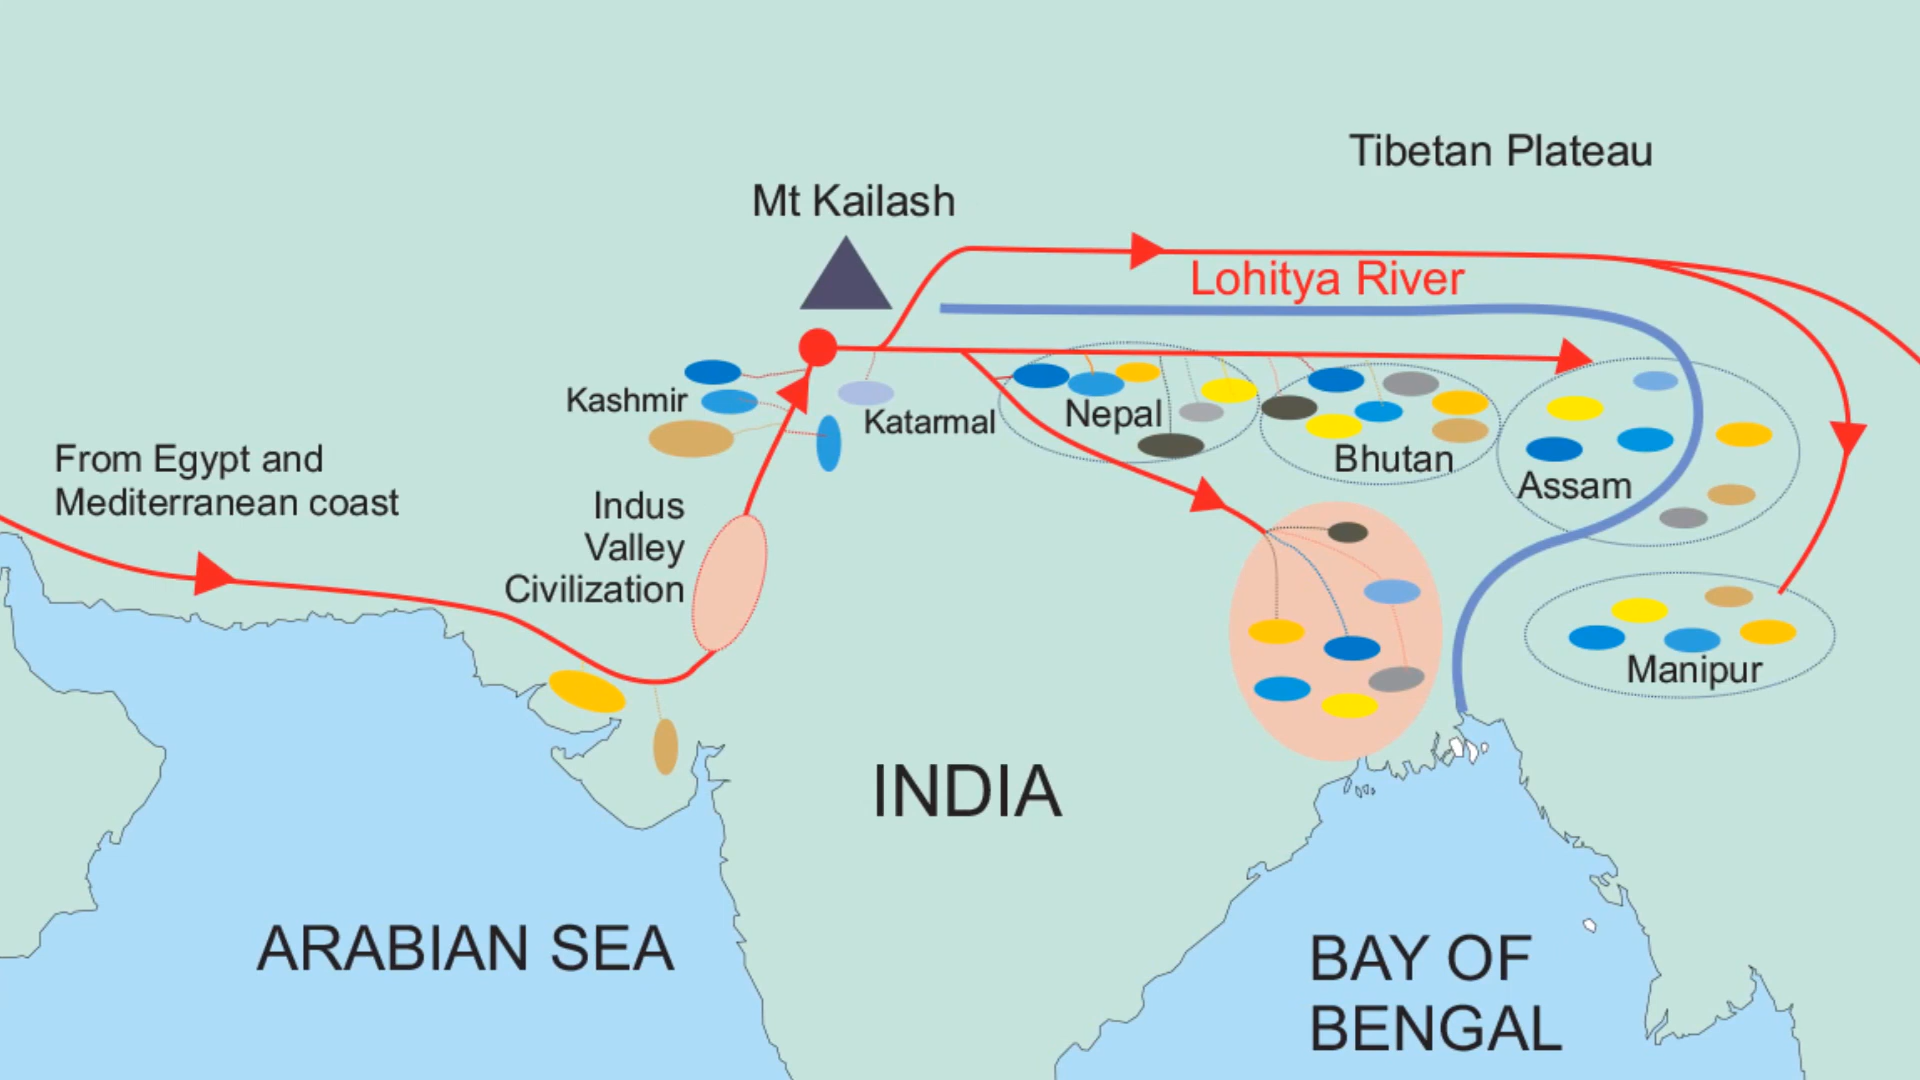 Tibetan Plateau
Mt Kailash
Lohitya River
Kashmir
Katarmal
Nepal
Bhutan
Assam
From Egypt and
Mediterranean coast
Indus
Valley
Civilization
Manipur
INDIA
ARABIAN SEA
BAY OF
BENGAL